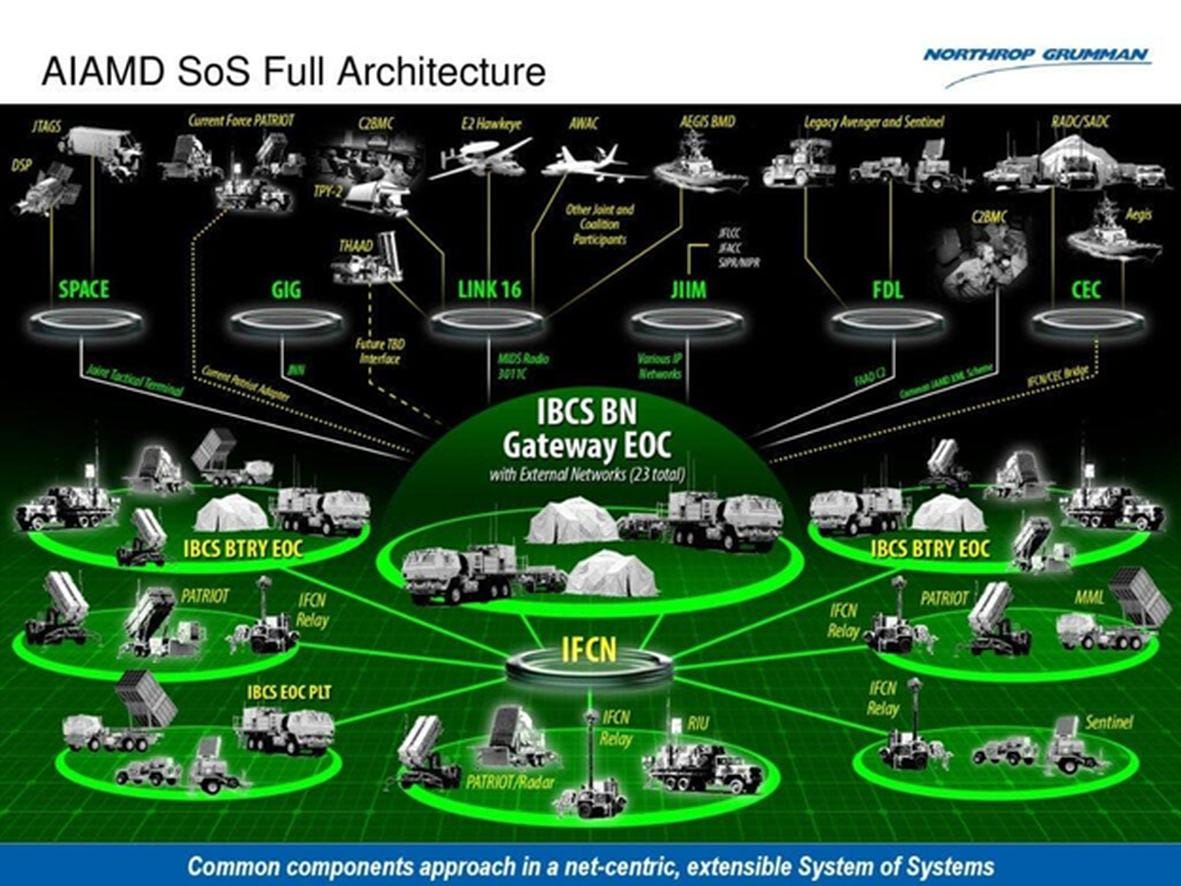 AIAMD SoS Full Architecture
NORTHROP GRUMMAN
JTAGS
Current Force PATRIOT
C2BMC
E2 Hawkeye
AWAC
AEGIS BMD
Legacy Avenger and Sentinel
RADC/SADC
DSP
TPY-2
Other Joint and
Coalition
Participants
C2BMC
Aegis
THAAD
JFLCC
JFACC
SIPR/NIPR
SPACE
GIG
LINK 16
JIIM
FDL
CEC
Future TBD
Interface
Joint Tactical Terminal
Current Patriot Adapter
JNN
MIDS Radio
3011C
Various IP
Networks
FAAD C2
Common IAMD XML Scheme
IFCN/CEC Bridge
IBCS BN
Gateway EOC
with External Networks (23 total)
IBCS BTRY EOC
IBCS BTRY EOC
PATRIOT
IFCN
Relay
IFCN
Relay
PATRIOT
MML
IFCN
IBCS EOC PLT
IFCN
Relay
RIU
PATRIOT/Radar
IFCN
Relay
Sentinel
Common components approach in a net-centric, extensible System of Systems